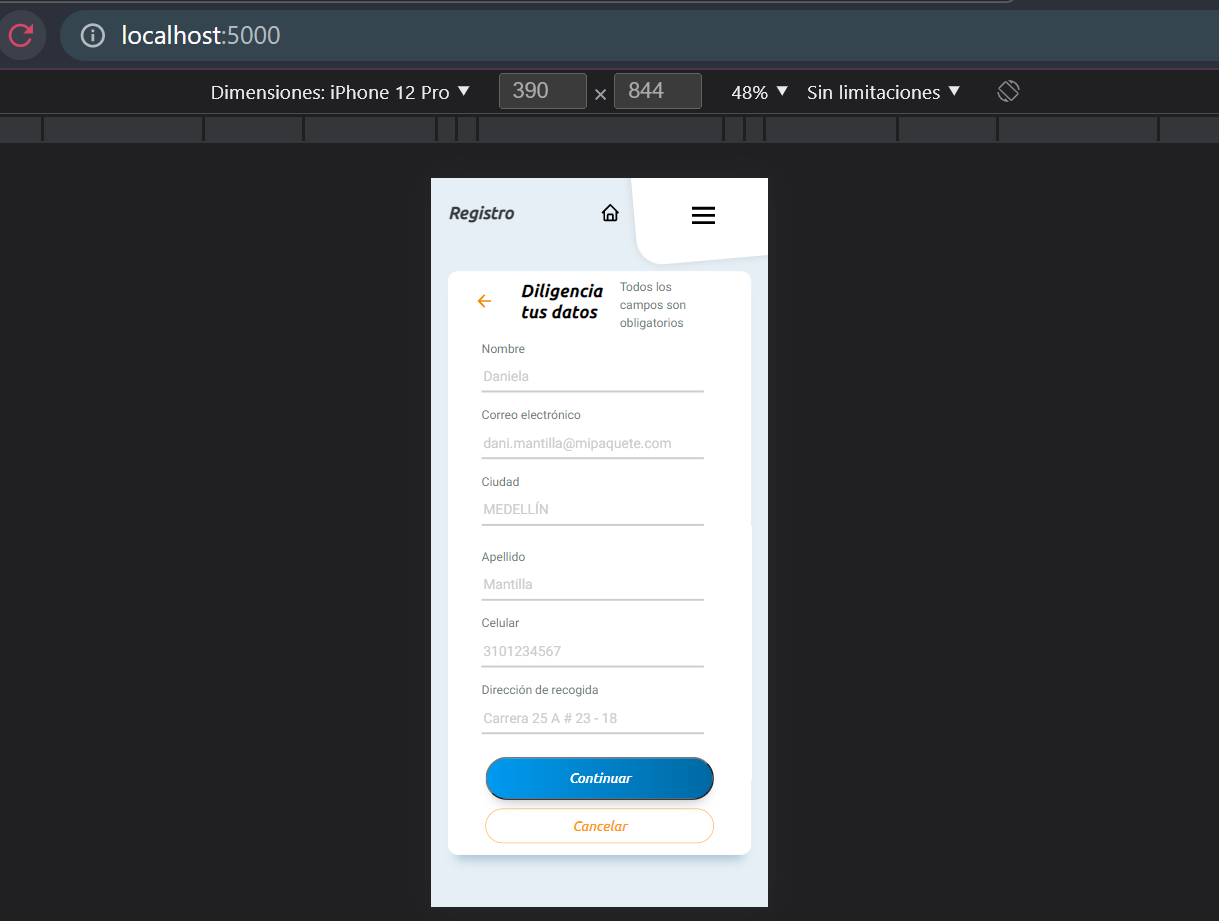 localhost:5000
Dimensiones: iPhone 12 Pro ▼ 390 × 844 48% ▼ Sin limitaciones ▼
Registro
Diligencia
tus datos
Todos los
campos son
obligatorios
Nombre
Daniela
Correo electrónico
dani.mantilla@mipaquete.com
Ciudad
MEDELLÍN
Apellido
Mantilla
Celular
3101234567
Dirección de recogida
Carrera 25 A # 23 - 18
Continuar
Cancelar